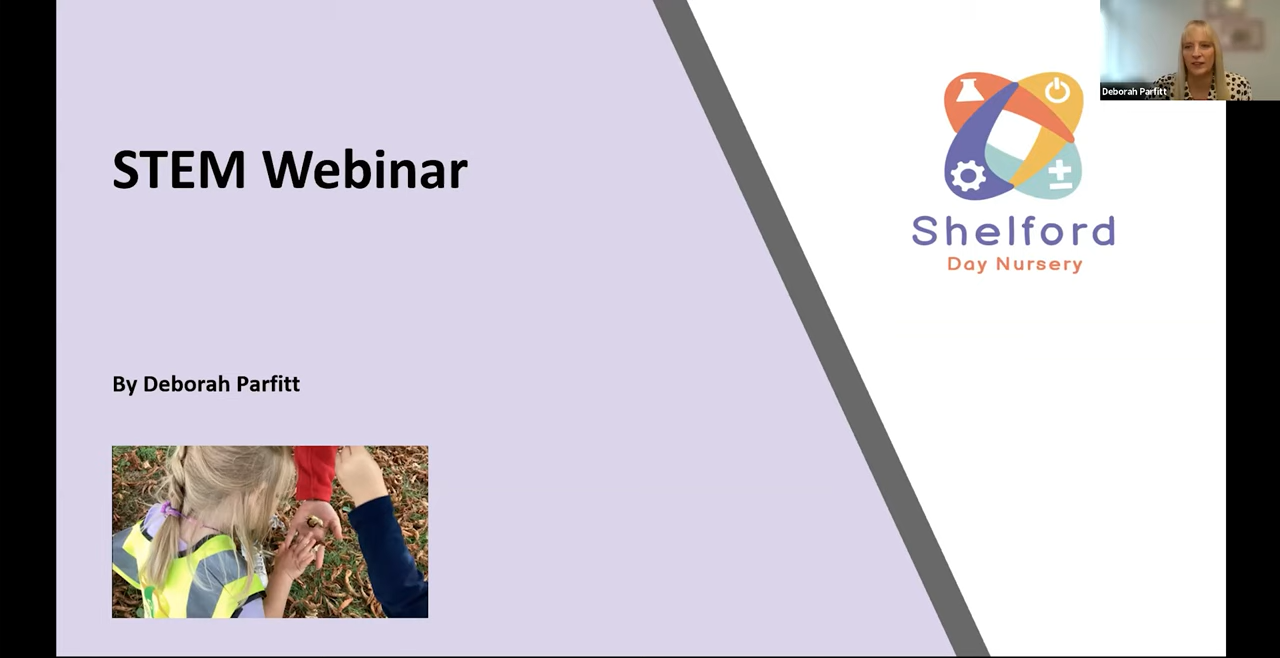 STEM Webinar
By Deborah Parfitt
Shelford
Day Nursery
Deborah Parfitt